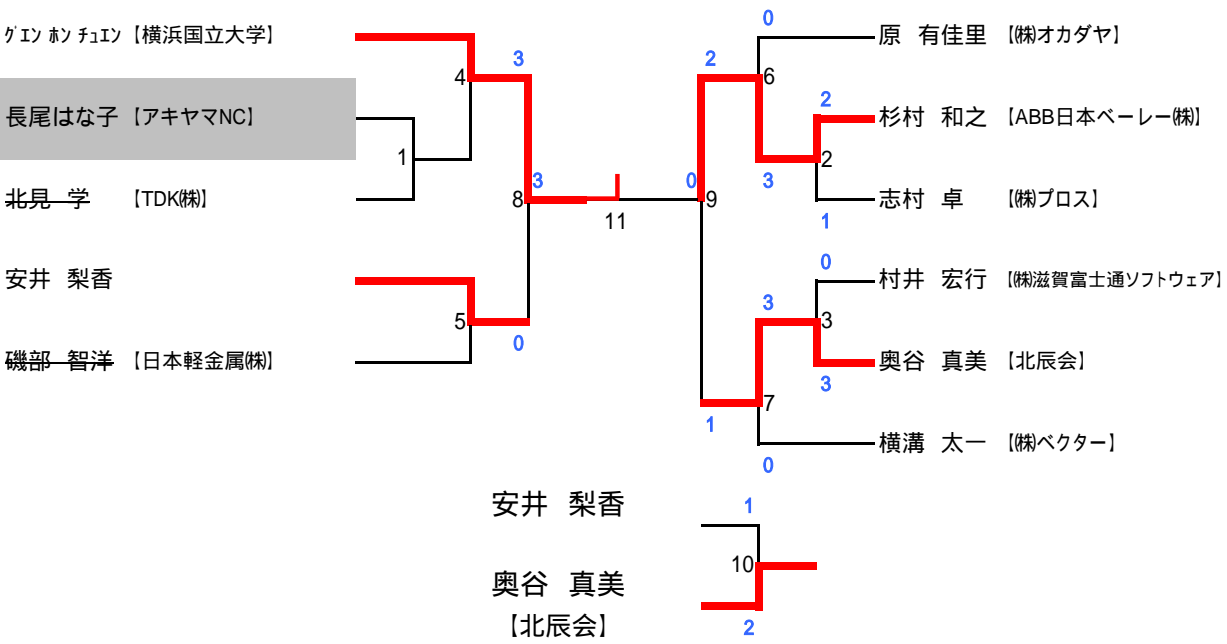 グエン ホン チュエン 【横浜国立大学】
長尾はな子 【アキヤマNC】
北見 学 【TDK㈱】
安井 梨香
磯部 智洋 【日本軽金属㈱】
4
3
1
8
3
5
0
11
0
2
0
6
原 有佳里 【㈱オカダヤ】
2
杉村 和之 【ABB日本ベーレー㈱】
2
3
志村 卓 【㈱プロス】
1
9
0
村井 宏行 【㈱滋賀富士通ソフトウェア】
3
3
奥谷 真美 【北辰会】
3
7
1
横溝 太一 【㈱ベクター】
0
安井 梨香
1
10
奥谷 真美
【北辰会】
2